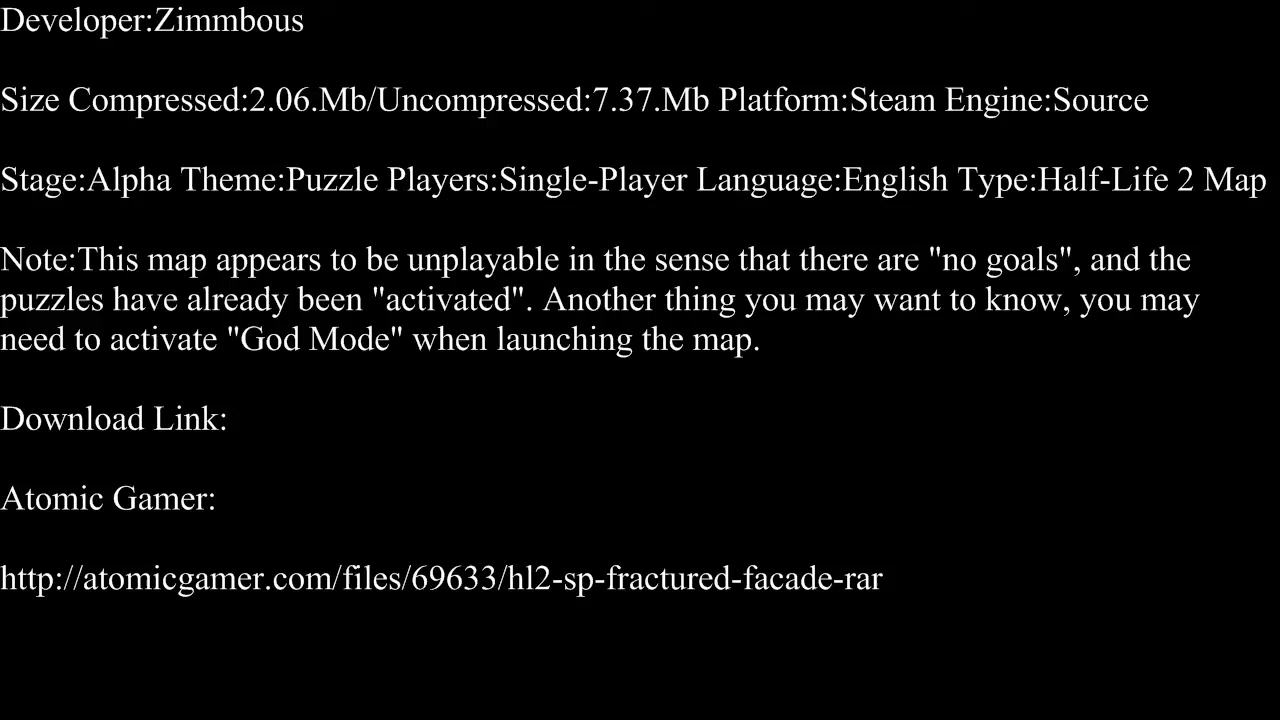 Developer:Zimmbous
Size Compressed:2.06.Mb/Uncompressed:7.37.Mb Platform:Steam Engine:Source
Stage:Alpha Theme:Puzzle Players:Single-Player Language:English Type:Half-Life 2 Map
Note:This map appears to be unplayable in the sense that there are "no goals", and the
puzzles have already been "activated". Another thing you may want to know, you may
need to activate "God Mode" when launching the map.
Download Link:
Atomic Gamer:
http://atomicgamer.com/files/69633/hl2-sp-fractured-facade-rar